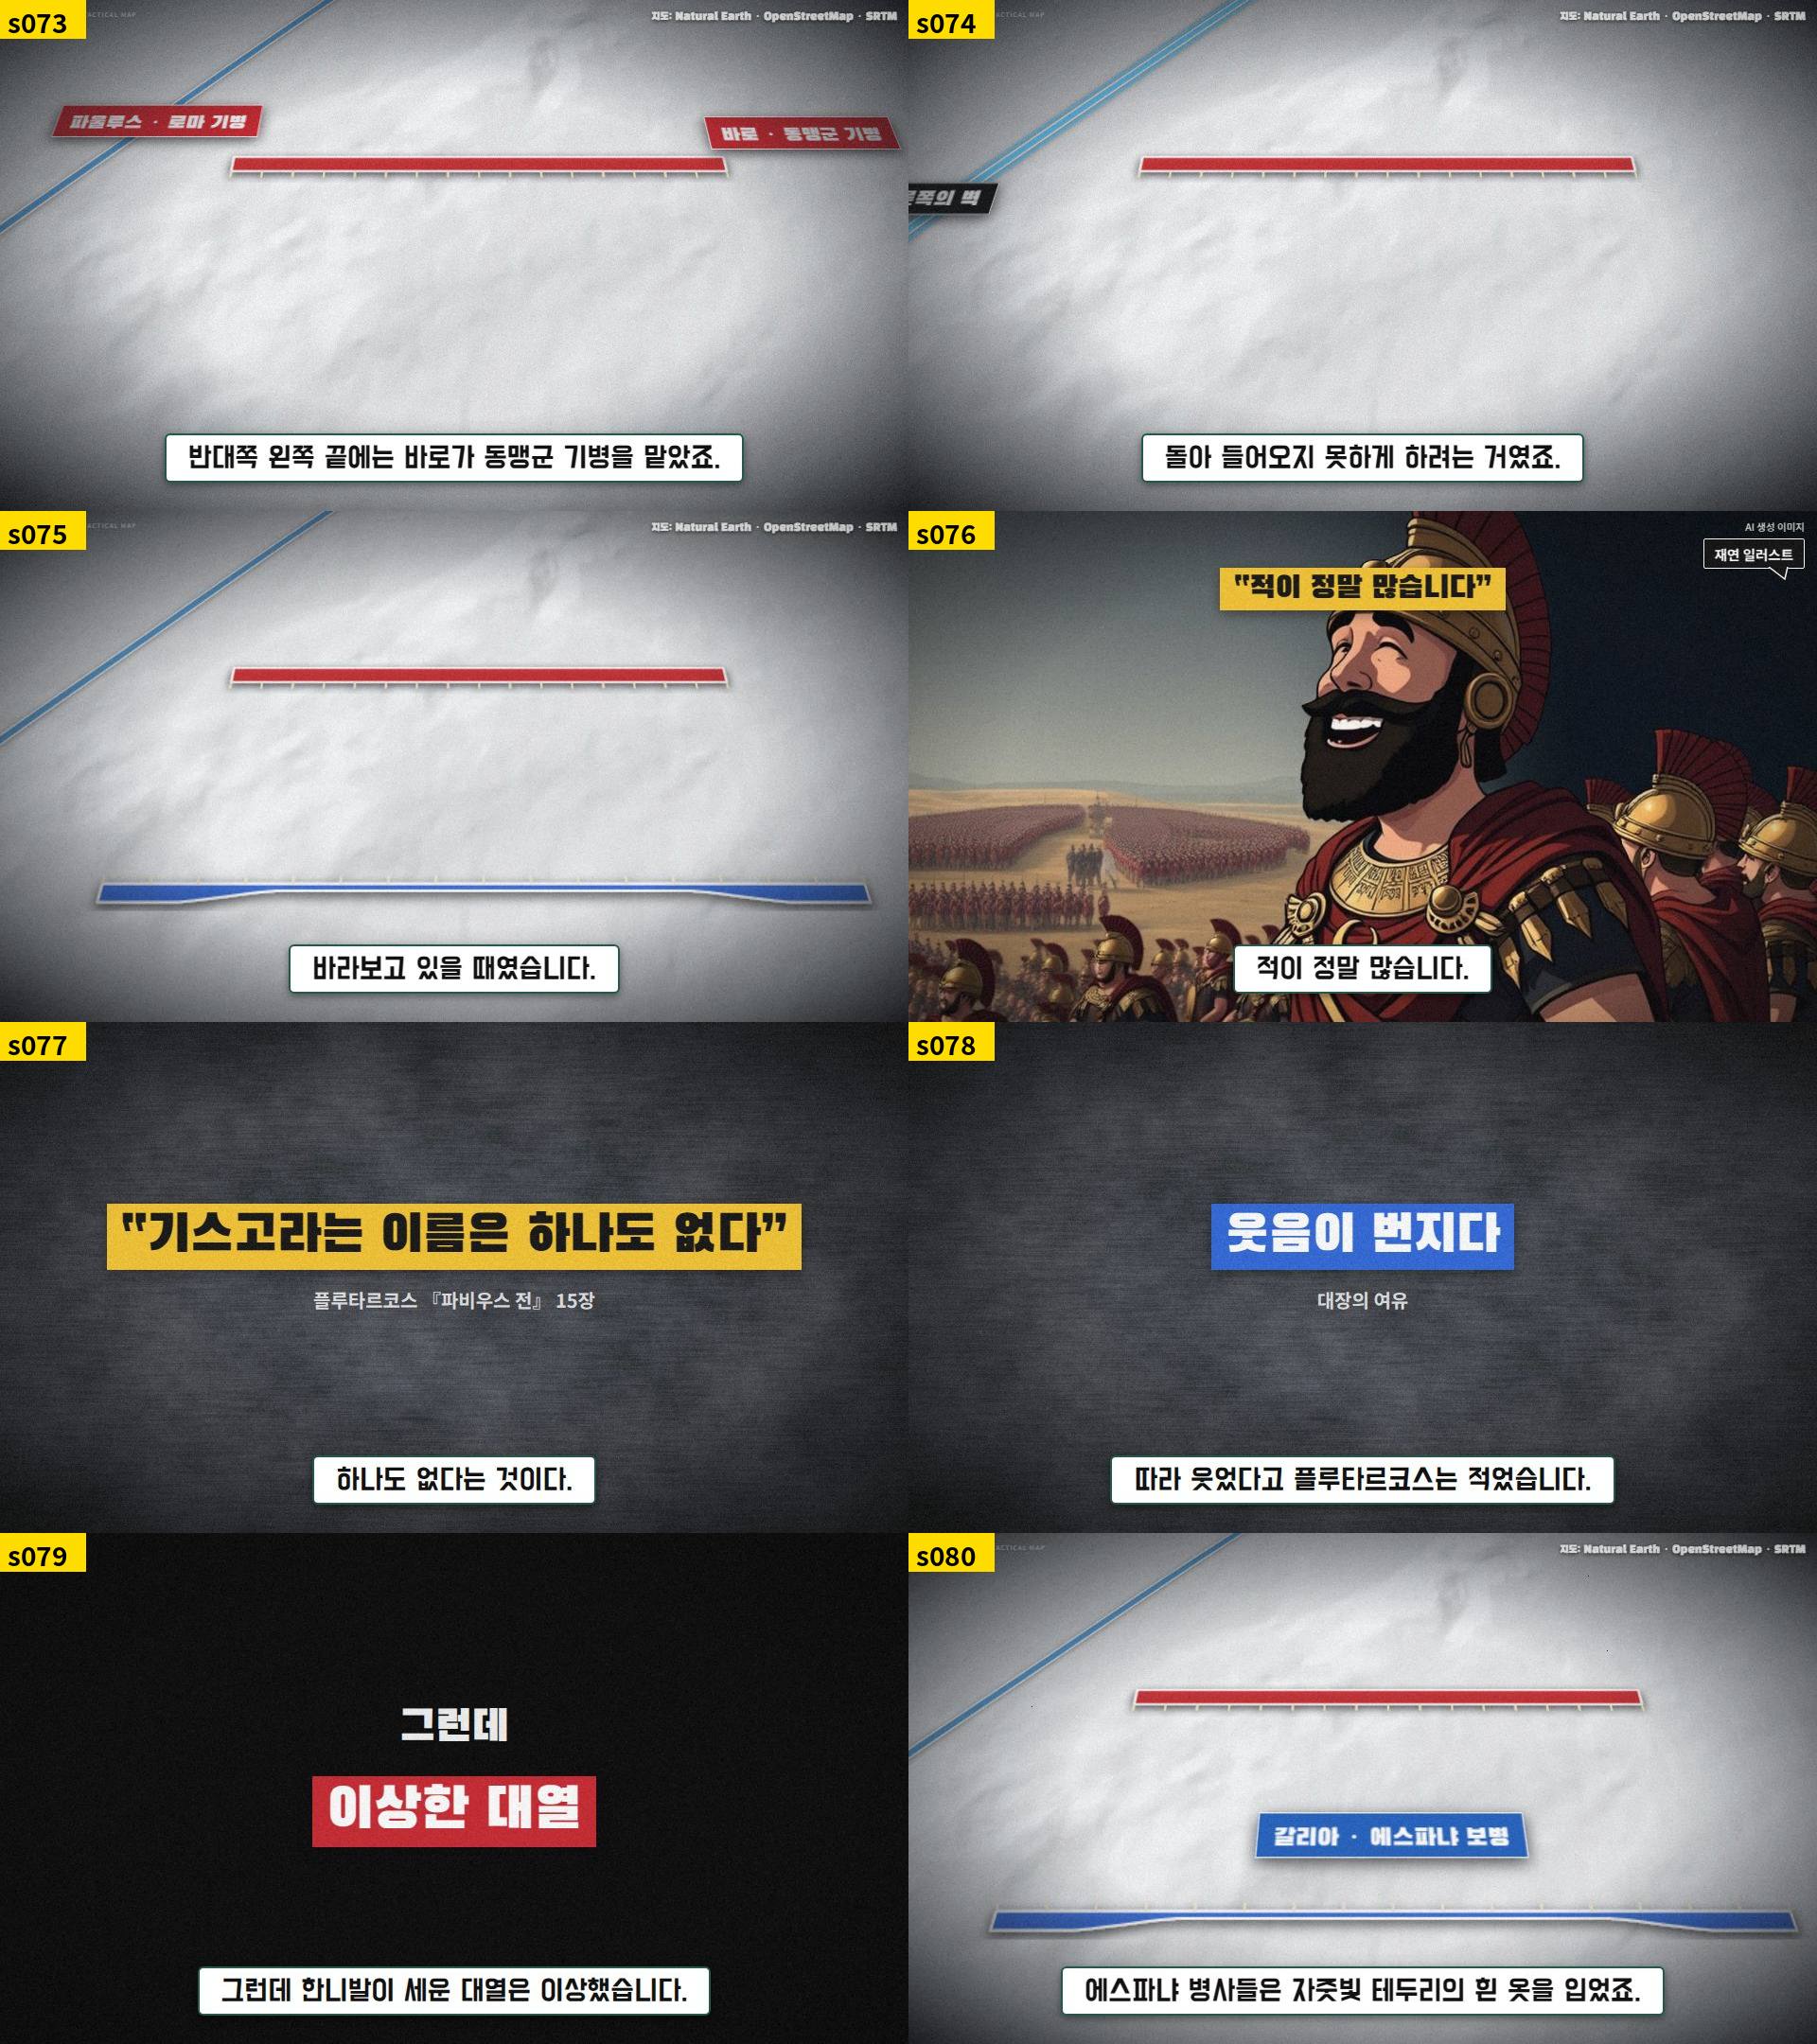 s073
ACTICAL MAP
지도: Natural Earth · OpenStreetMap · SRTM
파울루스 · 로마 기병
바로 · 동맹군 기병
반대쪽 왼쪽 끝에는 바로가 동맹군 기병을 맡았죠.
s074
ACTICAL MAP
지도: Natural Earth · OpenStreetMap · SRTM
른쪽의 벽
돌아 들어오지 못하게 하려는 거였죠.
s075
ACTICAL MAP
지도: Natural Earth · OpenStreetMap · SRTM
바라보고 있을 때였습니다.
s076
AI 생성 이미지
재연 일러스트
“적이 정말 많습니다”
적이 정말 많습니다.
s077
“기스고라는 이름은 하나도 없다”
플루타르코스 『파비우스 전』 15장
하나도 없다는 것이다.
s078
웃음이 번지다
대장의 여유
따라 웃었다고 플루타르코스는 적었습니다.
s079
그런데
이상한 대열
그런데 한니발이 세운 대열은 이상했습니다.
s080
ACTICAL MAP
지도: Natural Earth · OpenStreetMap · SRTM
갈리아 · 에스파냐 보병
에스파냐 병사들은 자줏빛 테두리의 흰 옷을 입었죠.